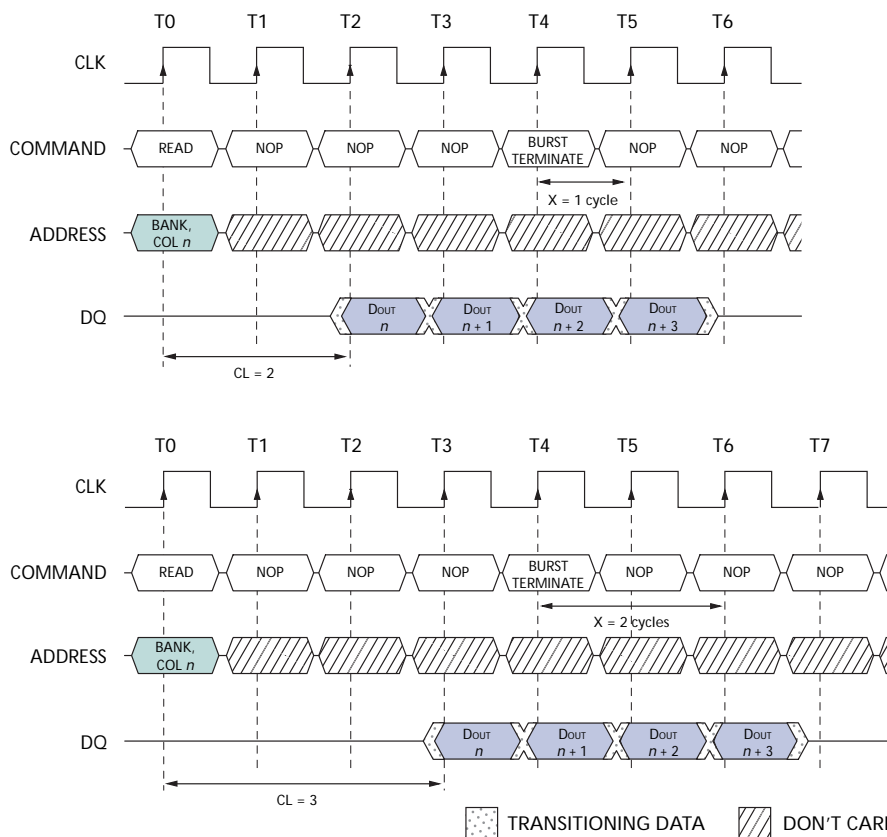 T0 T1 T2 T3 T4 T5 T6
CLK
COMMAND READ NOP NOP NOP BURST TERMINATE NOP NOP
X = 1 cycle
ADDRESS BANK, COL n
DQ DOUT n DOUT n + 1 DOUT n + 2 DOUT n + 3
CL = 2
T0 T1 T2 T3 T4 T5 T6 T7
CLK
COMMAND READ NOP NOP NOP BURST TERMINATE NOP NOP NOP
X = 2 cycles
ADDRESS BANK, COL n
DQ DOUT n DOUT n + 1 DOUT n + 2 DOUT n + 3
CL = 3
TRANSITIONING DATA DON'T CARE